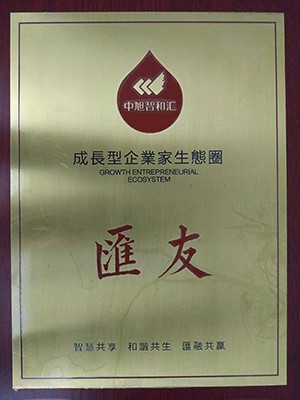 中旭智和汇
成長型企業家生態圈
GROWTH ENTREPRENEURIAL
ECOSYSTEM
匯友
智慧共享 和諧共生 匯融共贏